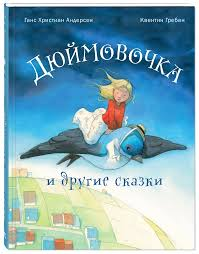 Ганс Христиан Андерсен Квентин Гребан
ДЮЙМОВОЧКА
и другие сказки